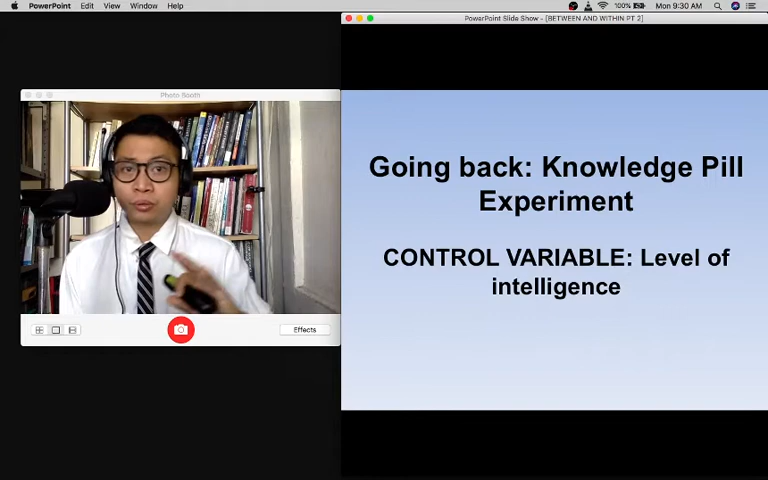 PowerPoint Edit View Window Help
100% Mon 9:30 AM
PowerPoint Slide Show - [BETWEEN AND WITHIN PT 2]
Photo Booth
Going back: Knowledge Pill
Experiment
CONTROL VARIABLE: Level of
intelligence
Effects